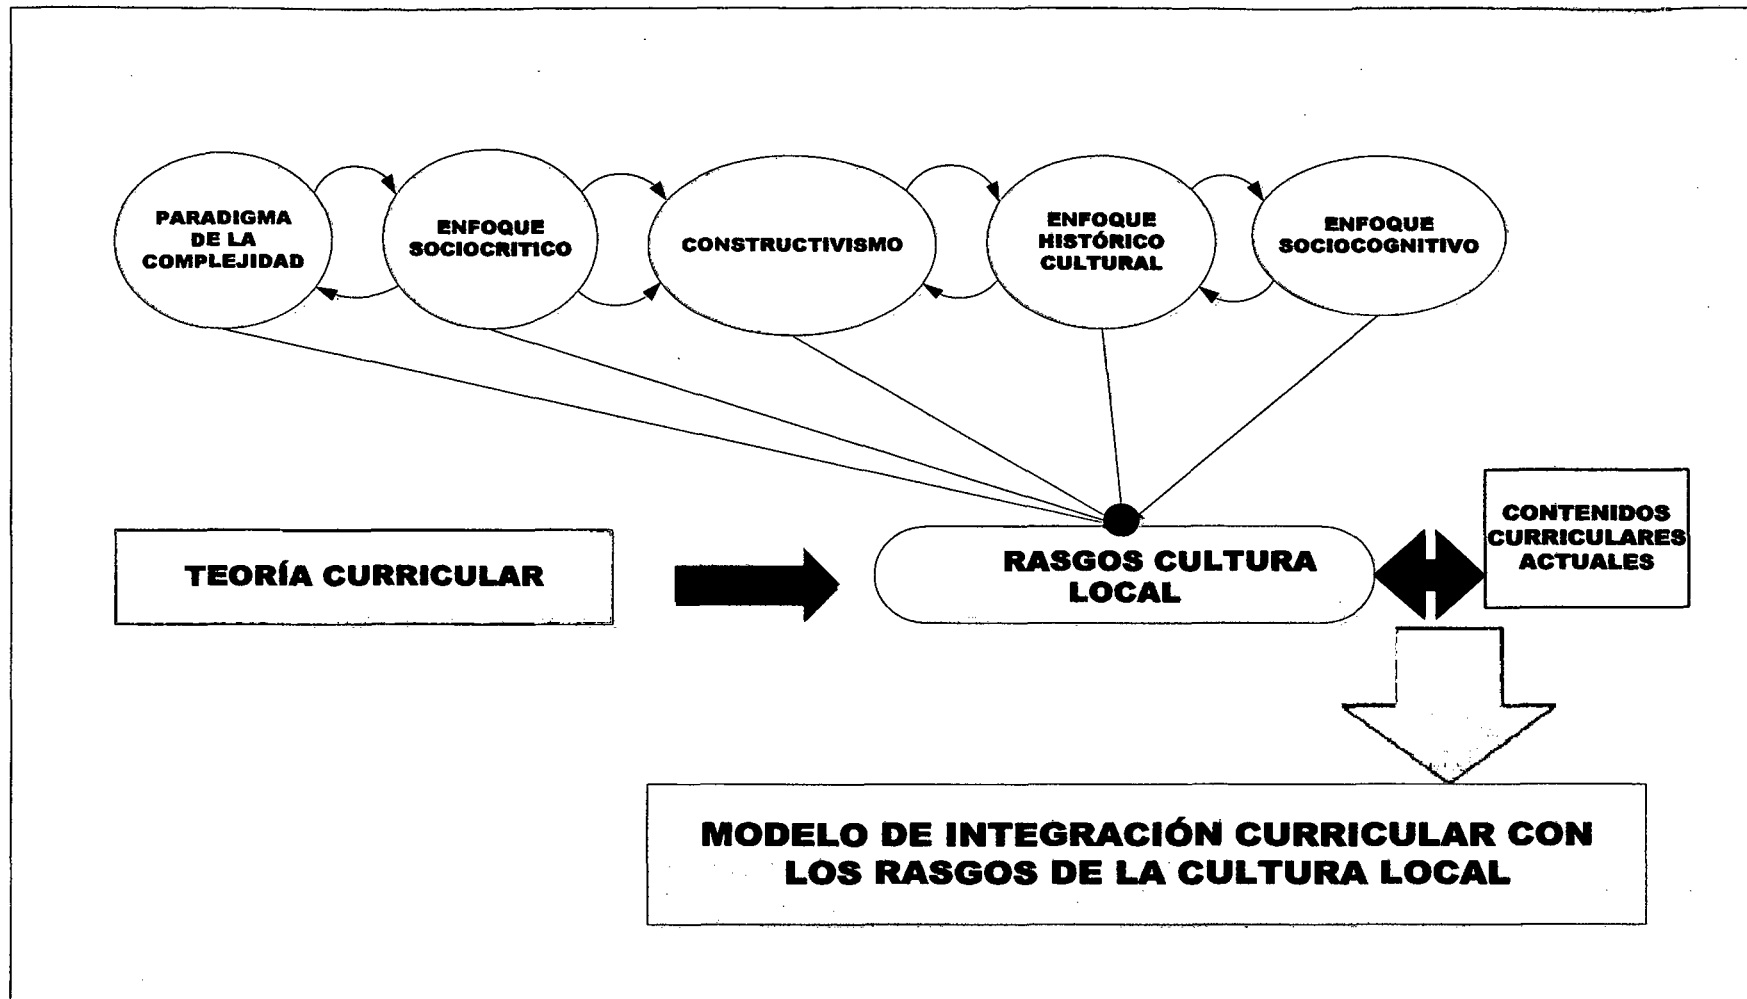 PARADIGMA
DE LA
COMPLEJIDAD
ENFOQUE
SOCIOCRITICO
CONSTRUCTIVISMO
ENFOQUE
HISTÓRICO
CULTURAL
ENFOQUE
SOCIOCOGNITIVO
TEORÍA CURRICULAR
RASGOS CULTURA
LOCAL
CONTENIDOS
CURRICULARES
ACTUALES
MODELO DE INTEGRACIÓN CURRICULAR CON
LOS RASGOS DE LA CULTURA LOCAL